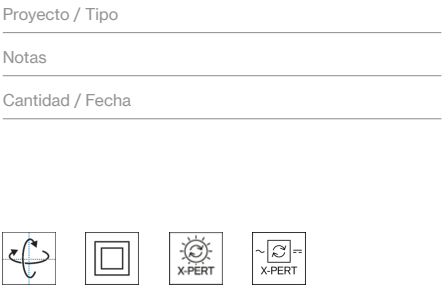 Proyecto / Tipo
Notas
Cantidad / Fecha
X-PERT
X-PERT